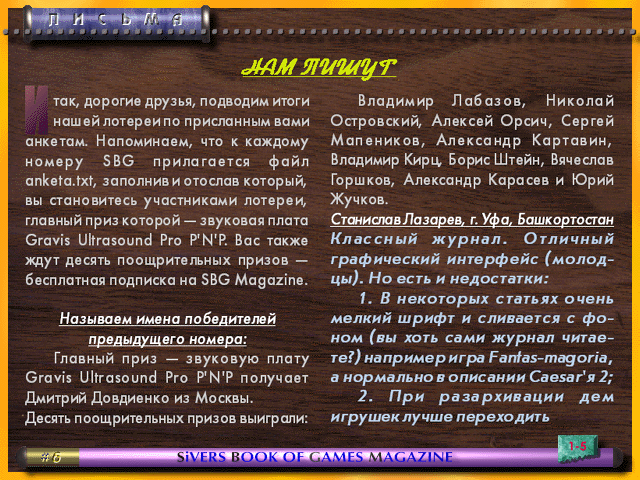 ПИСЬМА
НАМ ПИШУТ
Итак, дорогие друзья, подводим итоги
нашей лотереи по присланным вами
анкетам. Напоминаем, что к каждому
номеру SBG прилагается файл
anketa.txt, заполнив и отослав который,
вы становитесь участниками лотереи,
главный приз которой — звуковая плата
Gravis Ultrasound Pro P'N'P. Вас также
ждут десять поощрительных призов —
бесплатная подписка на SBG Magazine.
Называем имена победителей
предыдущего номера:
Главный приз — звуковую плату
Gravis Ultrasound Pro P'N'P получает
Дмитрий Довдиенко из Москвы.
Десять поощрительных призов выиграли:
Владимир Лабазов, Николай
Островский, Алексей Орсич, Сергей
Мапеников, Александр Картавин,
Владимир Кирц, Борис Штейн, Вячеслав
Горшков, Александр Карасев и Юрий
Жучков.
Станислав Лазарев, г. Уфа, Башкортостан
Классный журнал. Отличный
графический интерфейс (молод-
цы). Но есть и недостатки:
1. В некоторых статьях очень
мелкий шрифт и сливается с фо-
ном (вы хоть сами журнал читае-
те?) например игра Fantas-magoria,
а нормально в описании Caesar'я 2;
2. При разархивации дем
игрушек лучше переходить
#6
SiVERS BOOK OF GAMES MAGAZINE
1-5